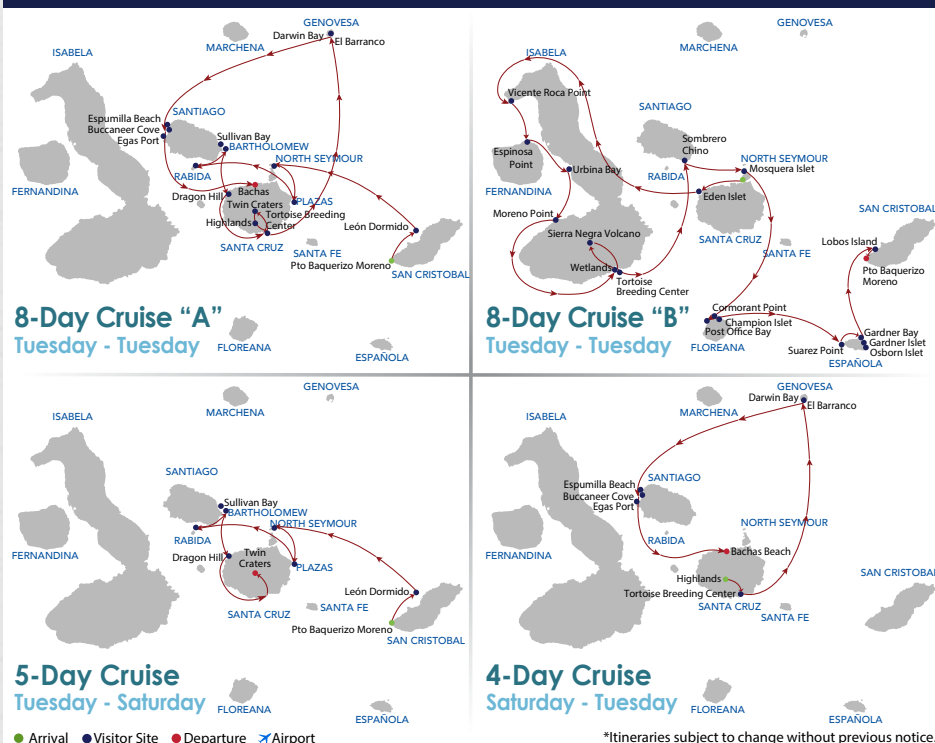 GENOVESA
Darwin Bay
El Barranco
MARCHENA
ISABELA
SANTIAGO
Espumilla Beach
Buccaneer Cove
Egas Port
Sullivan Bay
BARTHOLOMEW
NORTH SEYMOUR
RABIDA
FERNANDINA
Bachas
Dragon Hill
Twin Craters
PLAZAS
Tortoise Breeding
Center
Highlands
León Dormido
SANTA CRUZ
SANTA FE
Pto Baquerizo Moreno
SAN CRISTOBAL
8-Day Cruise “A”
Tuesday - Tuesday
FLOREANA
ESPAÑOLA
GENOVESA
MARCHENA
ISABELA
Vicente Roca Point
SANTIAGO
Sombrero
Chino
Espinosa
Point
NORTH SEYMOUR
Mosquera Islet
Urbina Bay
RABIDA
FERNANDINA
Eden Islet
Moreno Point
SAN CRISTOBAL
Sierra Negra Volcano
SANTA CRUZ
Lobos Island
SANTA FE
Wetlands
Pto Baquerizo
Moreno
Tortoise
Breeding Center
8-Day Cruise “B”
Tuesday - Tuesday
Cormorant Point
Champion Islet
Post Office Bay
FLOREANA
Gardner Bay
Gardner Islet
Osborn Islet
Suarez Point
ESPAÑOLA
GENOVESA
MARCHENA
ISABELA
SANTIAGO
Sullivan Bay
BARTHOLOMEW
NORTH SEYMOUR
RABIDA
FERNANDINA
Dragon Hill
Twin
Craters
PLAZAS
León Dormido
SANTA CRUZ
SANTA FE
Pto Baquerizo Moreno
SAN CRISTOBAL
5-Day Cruise
Tuesday - Saturday
FLOREANA
ESPAÑOLA
GENOVESA
Darwin Bay
El Barranco
MARCHENA
ISABELA
SANTIAGO
Espumilla Beach
Buccaneer Cove
Egas Port
NORTH SEYMOUR
RABIDA
FERNANDINA
Bachas Beach
Highlands
SAN CRISTOBAL
Tortoise Breeding Center
SANTA CRUZ
SANTA FE
4-Day Cruise
Saturday - Tuesday
FLOREANA
ESPAÑOLA
Arrival Visitor Site Departure Airport
*Itineraries subject to change without previous notice.